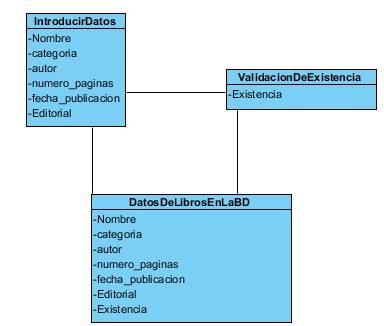 IntroducirDatos
-Nombre
-categoria
-autor
-numero_paginas
-fecha_publicacion
-Editorial
ValidacionDeExistencia
-Existencia
DatosDeLibrosEnLaBD
-Nombre
-categoria
-autor
-numero_paginas
-fecha_publicacion
-Editorial
-Existencia